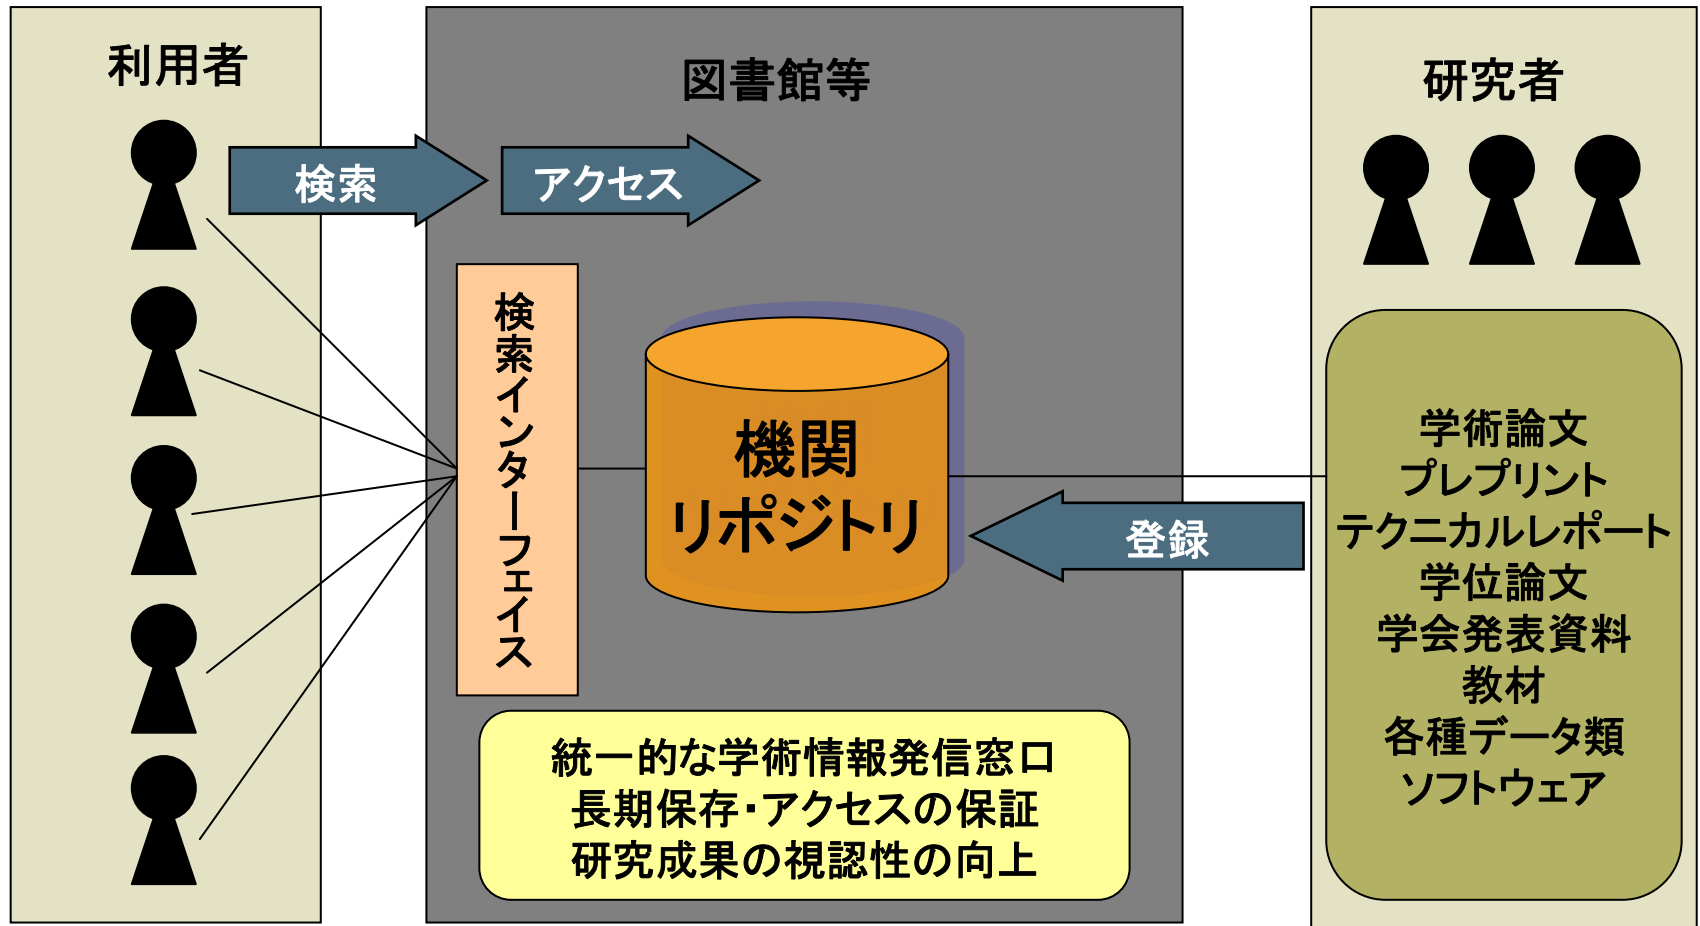 利用者
検索
図書館等
アクセス
検索インターフェイス
機関
リポジトリ
統一的な学術情報発信窓口
長期保存・アクセスの保証
研究成果の視認性の向上
登録
研究者
学術論文
プレプリント
テクニカルレポート
学位論文
学会発表資料
教材
各種データ類
ソフトウェア